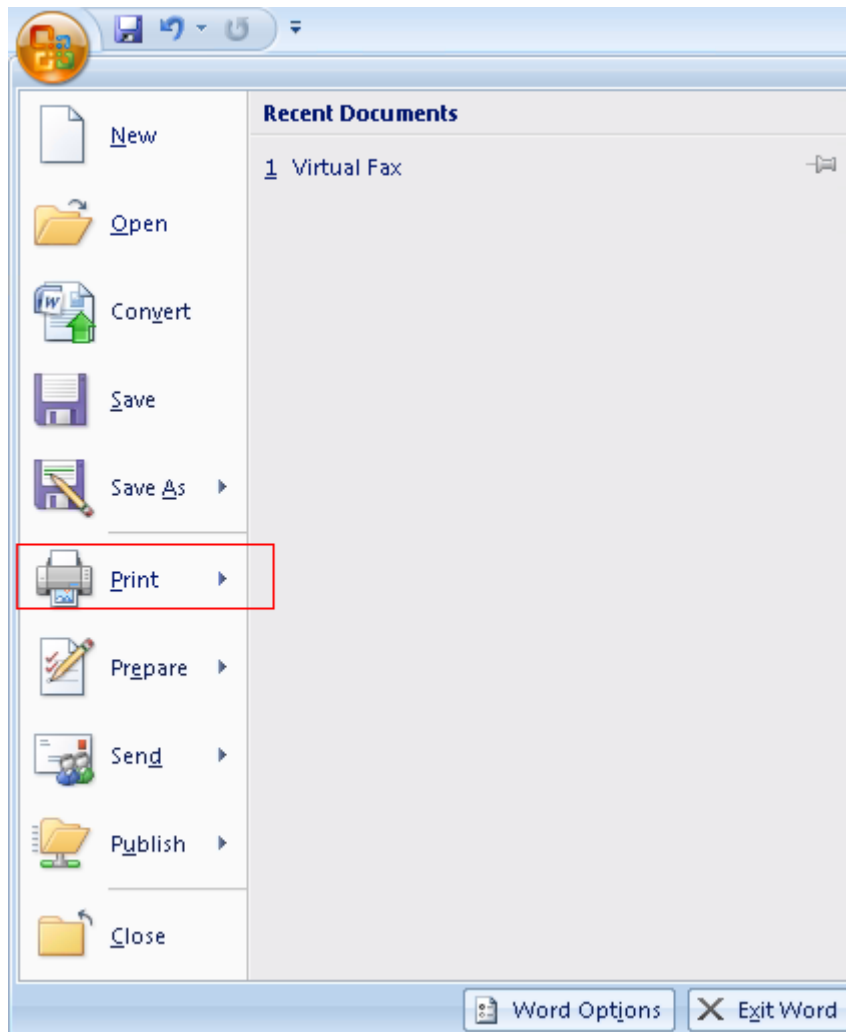 New
Open
Convert
Save
Save As
Print
Prepare
Send
Publish
Close
Recent Documents
1 Virtual Fax
Word Options
Exit Word